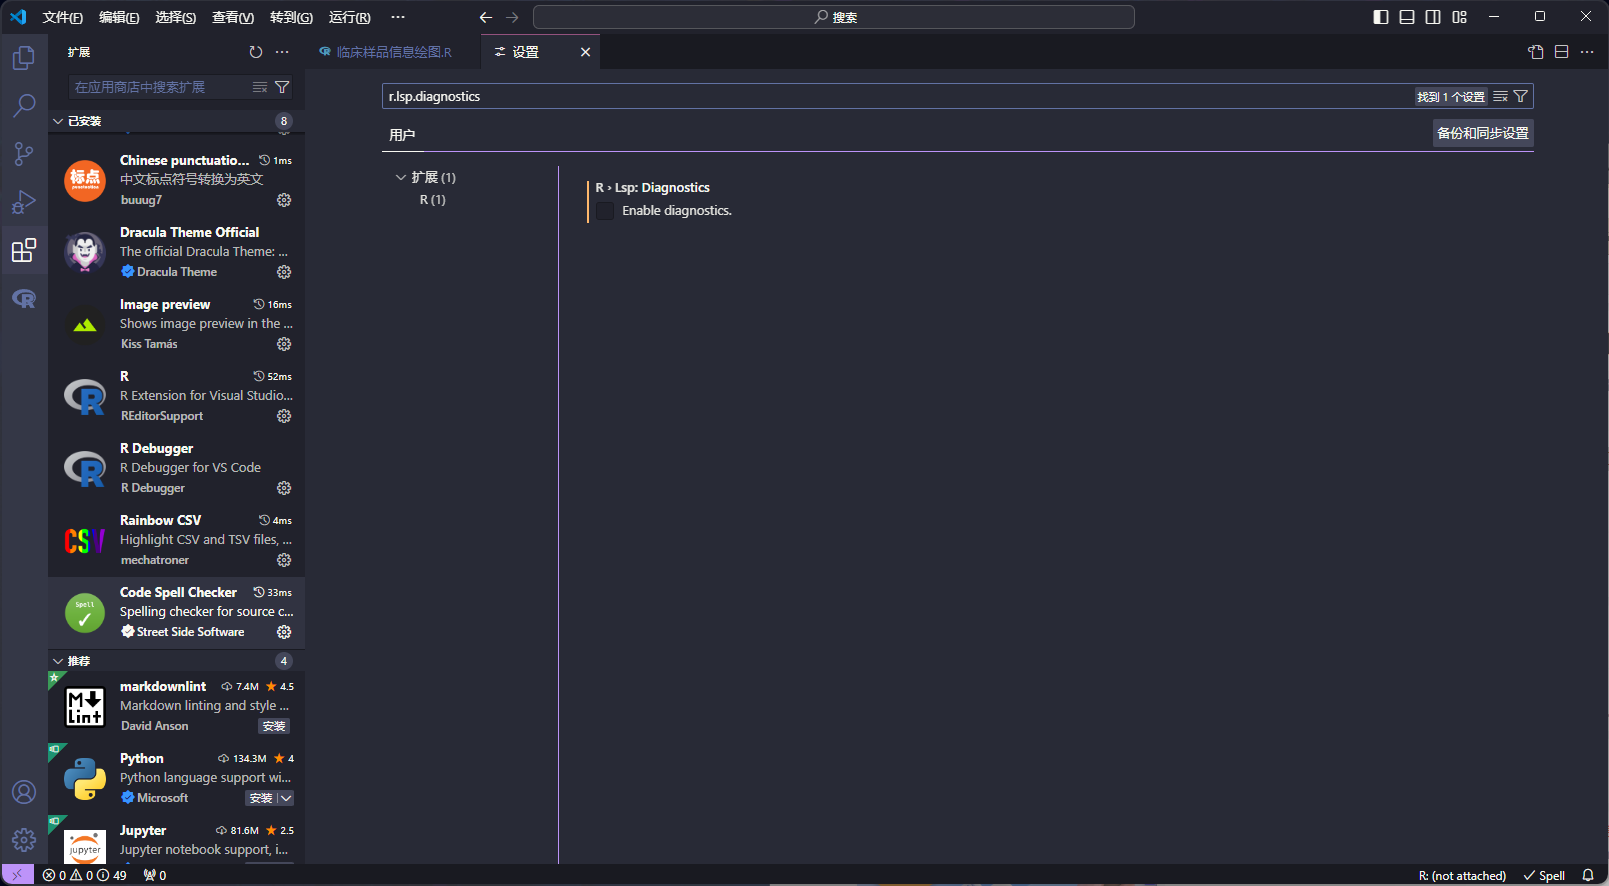 文件(F) 编辑(E) 选择(S) 查看(V) 转到(G) 运行(R) ··· 搜索
扩展
在应用商店中搜索扩展
已安装 8
标点
punctuation
Chinese punctuatio... 1ms
中文标点符号转换为英文
buuug7
Dracula Theme Official
The official Dracula Theme: ...
Dracula Theme
Image preview 16ms
Shows image preview in the ...
Kiss Tamás
R 52ms
R Extension for Visual Studio...
REditorSupport
R Debugger
R Debugger for VS Code
R Debugger
CSV
Rainbow CSV 4ms
Highlight CSV and TSV files, ...
mechatroner
Spell
Code Spell Checker 33ms
Spelling checker for source c...
Street Side Software
推荐 4
M
Lint
markdownlint 7.4M 4.5
Markdown linting and style ...
David Anson 安装
Python 134.3M 4
Python language support wi...
Microsoft 安装
jupyter
Jupyter 81.6M 2.5
Jupyter notebook support, i...
临床样品信息绘图.R 设置
r.lsp.diagnostics 找到 1 个设置
用户 备份和同步设置
扩展 (1)
R (1)
R › Lsp: Diagnostics
Enable diagnostics.
0 0 49 0 R: (not attached) Spell